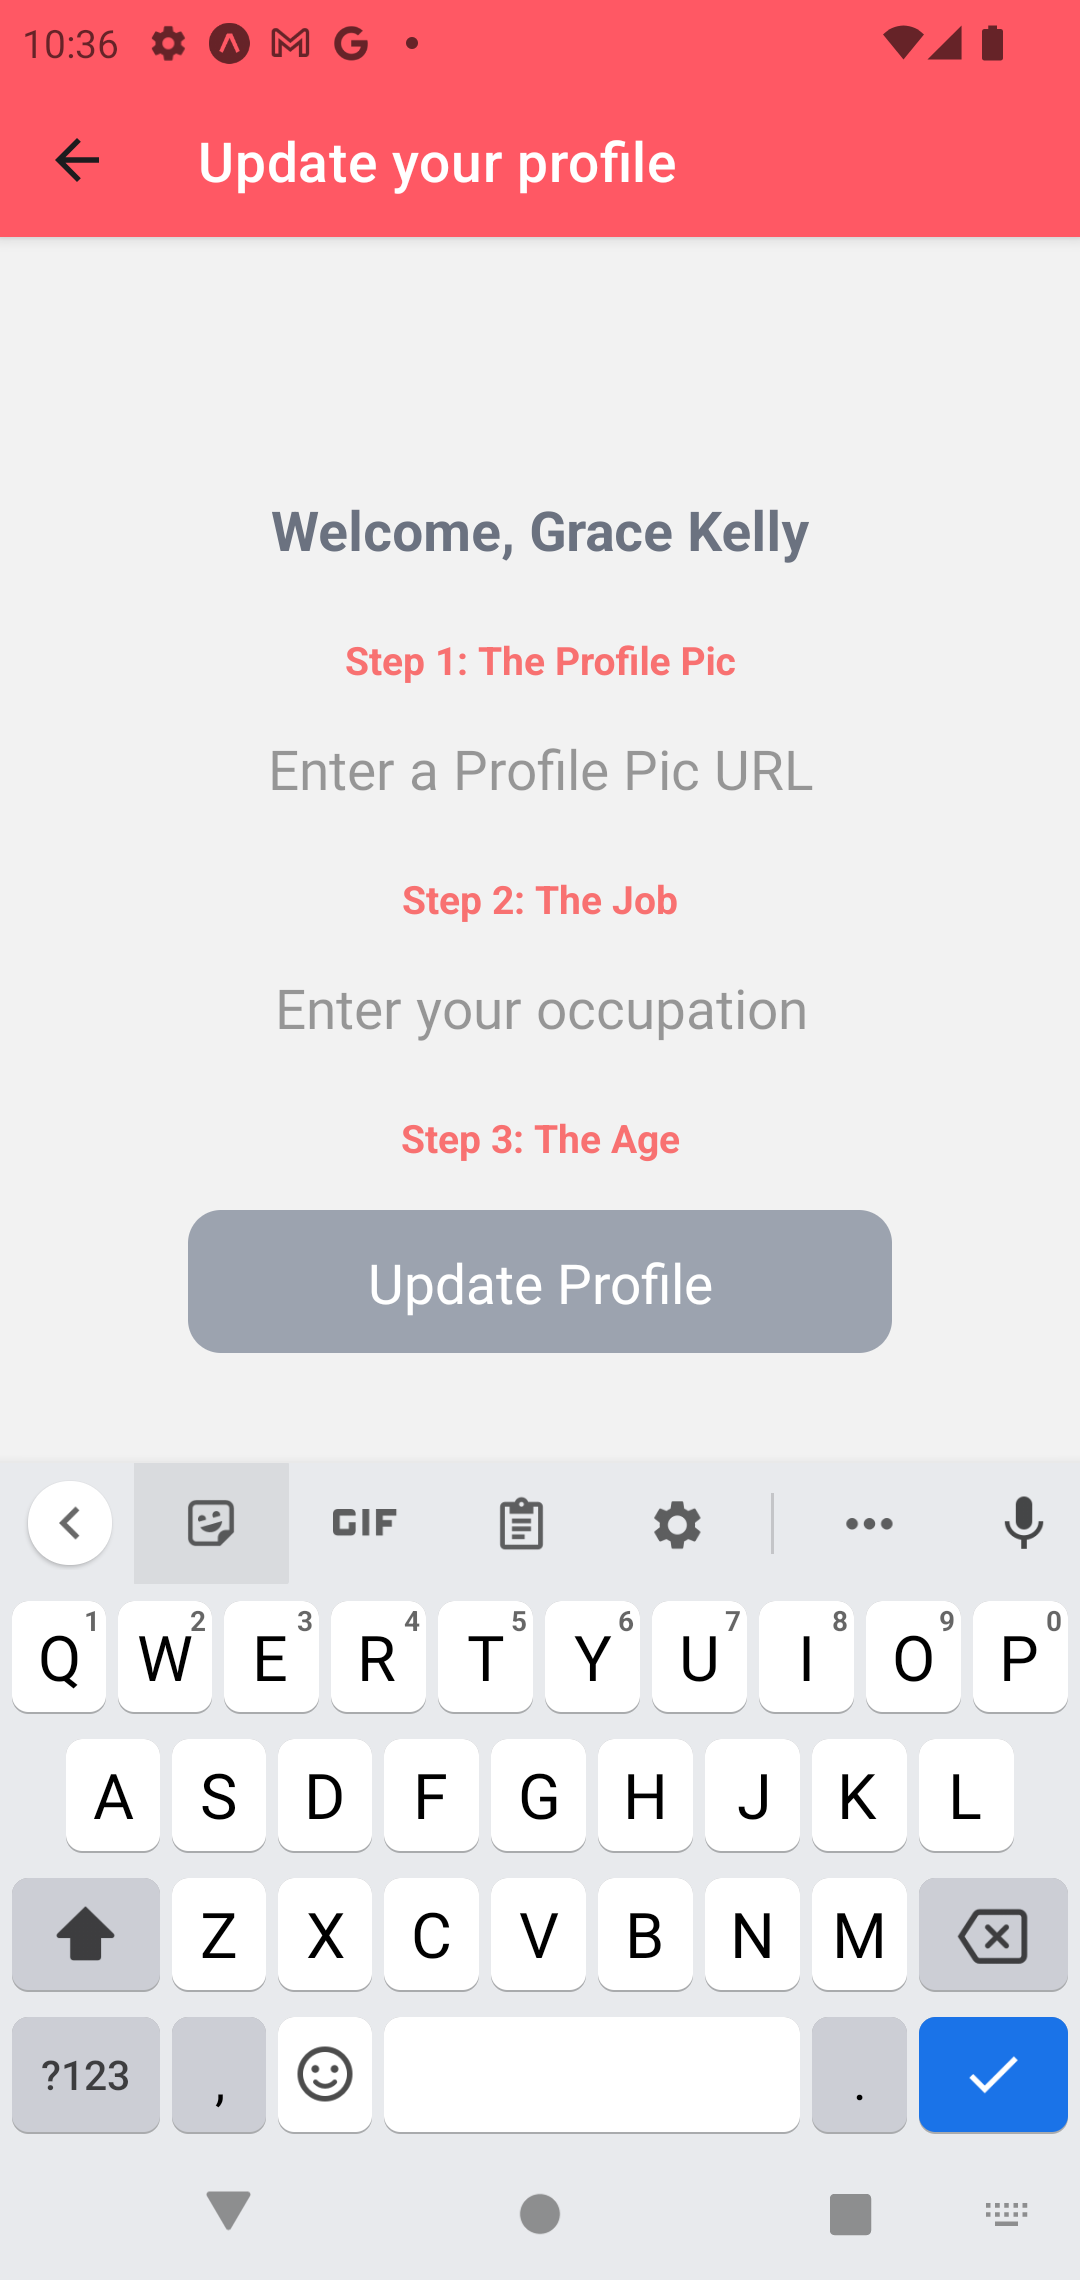 10:36
Update your profile
Welcome, Grace Kelly
Step 1: The Profile Pic
Enter a Profile Pic URL
Step 2: The Job
Enter your occupation
Step 3: The Age
Update Profile
GIF
Q 1 W 2 E 3 R 4 T 5 Y 6 U 7 I 8 O 9 P 0
A S D F G H J K L
Z X C V B N M
?123 , .